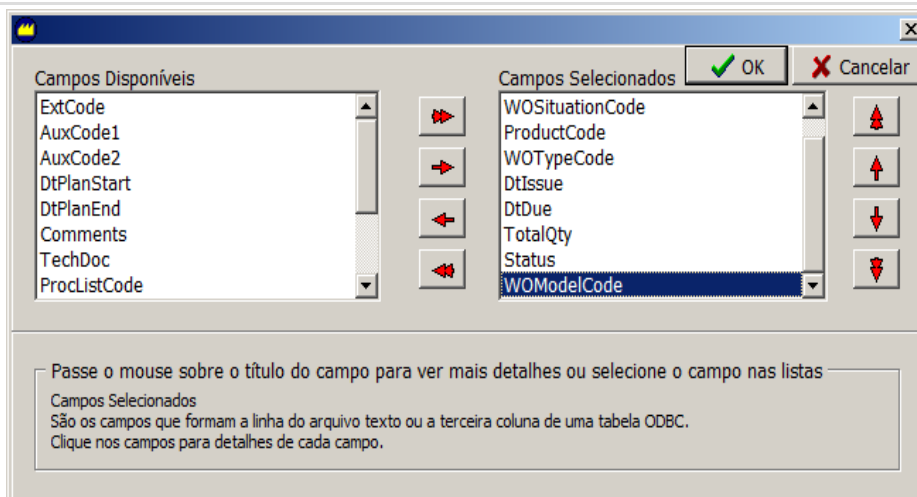 OK
Cancelar
Campos Disponíveis
Campos Selecionados
ExtCode
AuxCode1
AuxCode2
DtPlanStart
DtPlanEnd
Comments
TechDoc
ProcListCode
WOSituationCode
ProductCode
WOTypeCode
DtIssue
DtDue
TotalQty
Status
WOModelCode
Passe o mouse sobre o título do campo para ver mais detalhes ou selecione o campo nas listas
Campos Selecionados
São os campos que formam a linha do arquivo texto ou a terceira coluna de uma tabela ODBC.
Clique nos campos para detalhes de cada campo.